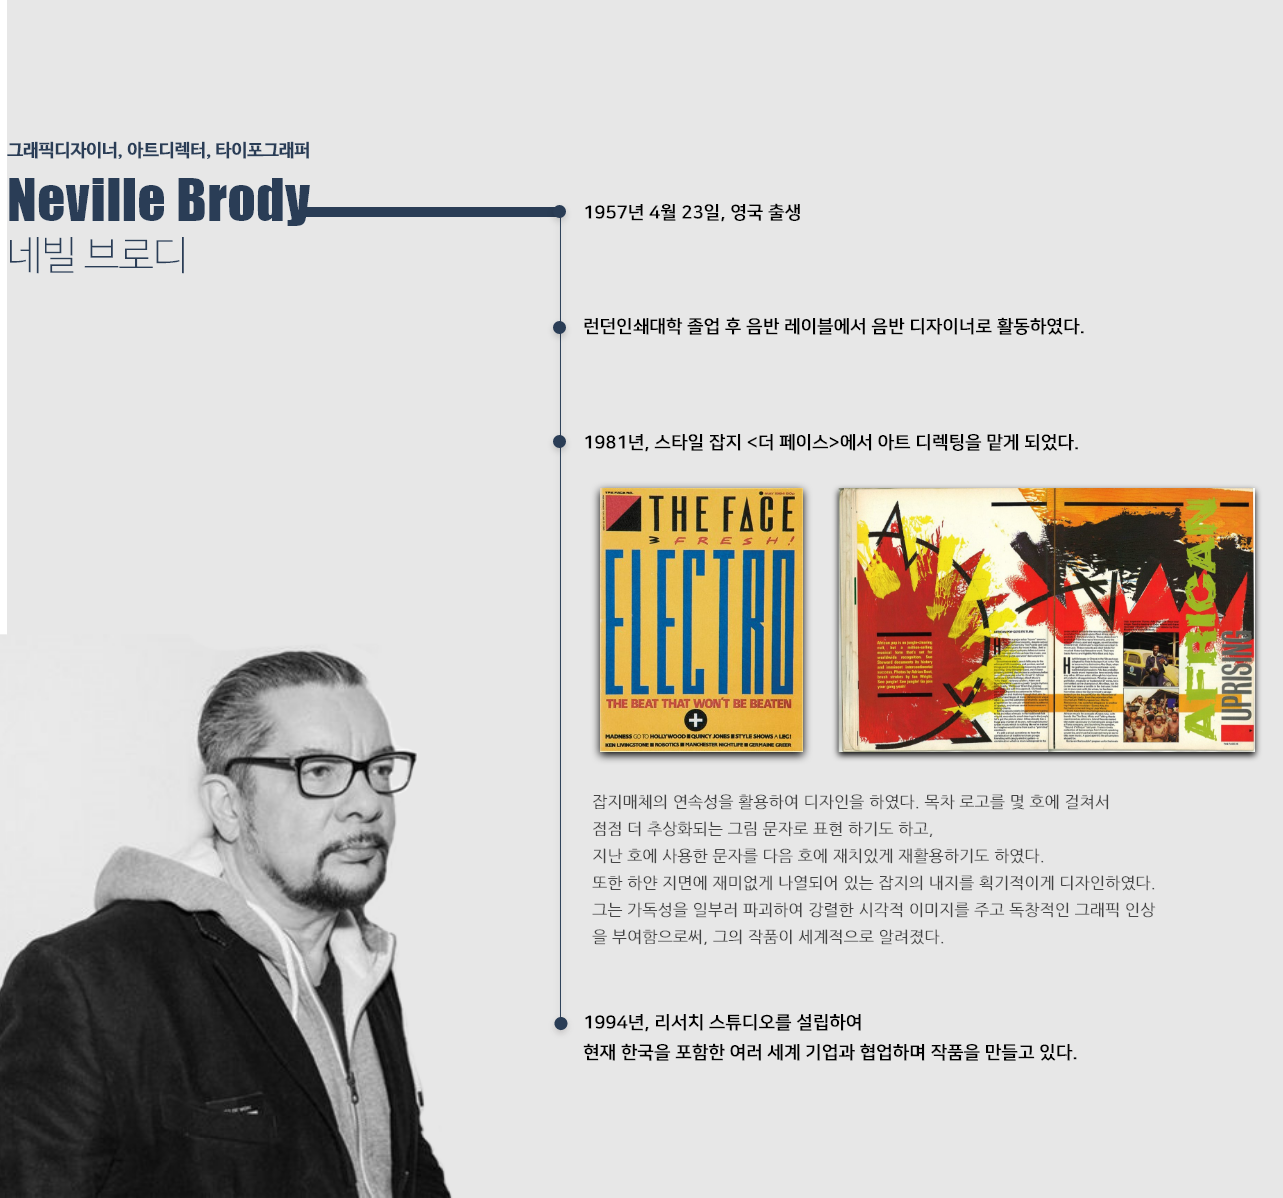 그래픽디자이너, 아트디렉터, 타이포그래퍼
Neville Brody
네빌 브로디
1957년 4월 23일, 영국 출생
런던인쇄대학 졸업 후 음반 레이블에서 음반 디자이너로 활동하였다.
1981년, 스타일 잡지 <더 페이스>에서 아트 디렉팅을 맡게 되었다.
THE FACE
FRESH!
ELECTRO
THE BEAT THAT WON'T BE BEATEN
MADNESS GO TO HOLLYWOOD ■ QUINCY JONES ■ STYLE SHOWS A LEG!
KEN LIVINGSTONE ■ ROBOTICS ■ MANCHESTER NIGHTLIFE ■ GERMAINE GREER
AFRICAN
UPRISING
잡지매체의 연속성을 활용하여 디자인을 하였다. 목차 로고를 몇 호에 걸쳐서
점점 더 추상화되는 그림 문자로 표현 하기도 하고,
지난 호에 사용한 문자를 다음 호에 재치있게 재활용하기도 하였다.
또한 하얀 지면에 재미없게 나열되어 있는 잡지의 내지를 획기적이게 디자인하였다.
그는 가독성을 일부러 파괴하여 강렬한 시각적 이미지를 주고 독창적인 그래픽 인상
을 부여함으로써, 그의 작품이 세계적으로 알려졌다.
1994년, 리서치 스튜디오를 설립하여
현재 한국을 포함한 여러 세계 기업과 협업하며 작품을 만들고 있다.